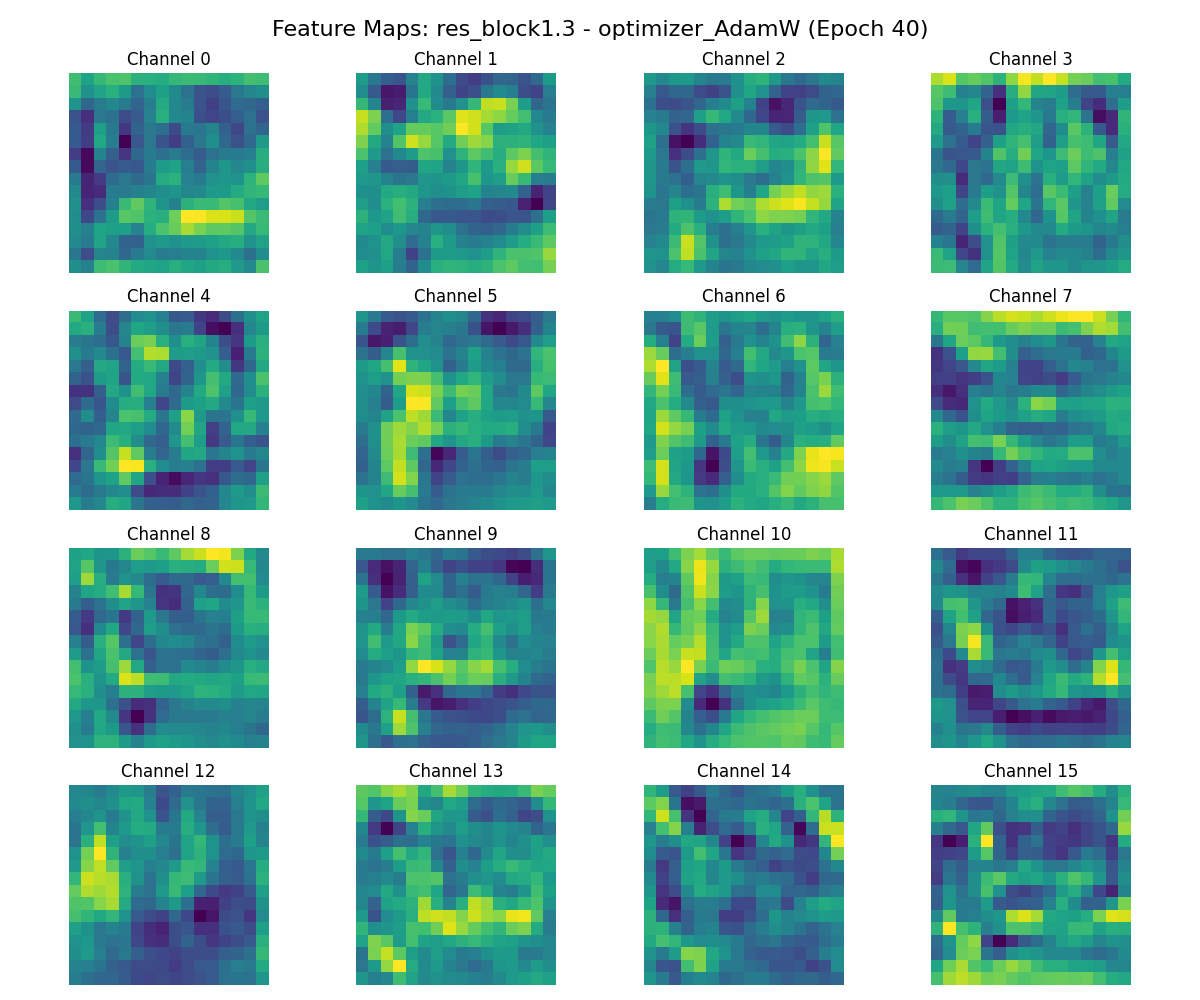 Feature Maps: res_block1.3 - optimizer_AdamW (Epoch 40)
Channel 0
Channel 1
Channel 2
Channel 3
Channel 4
Channel 5
Channel 6
Channel 7
Channel 8
Channel 9
Channel 10
Channel 11
Channel 12
Channel 13
Channel 14
Channel 15